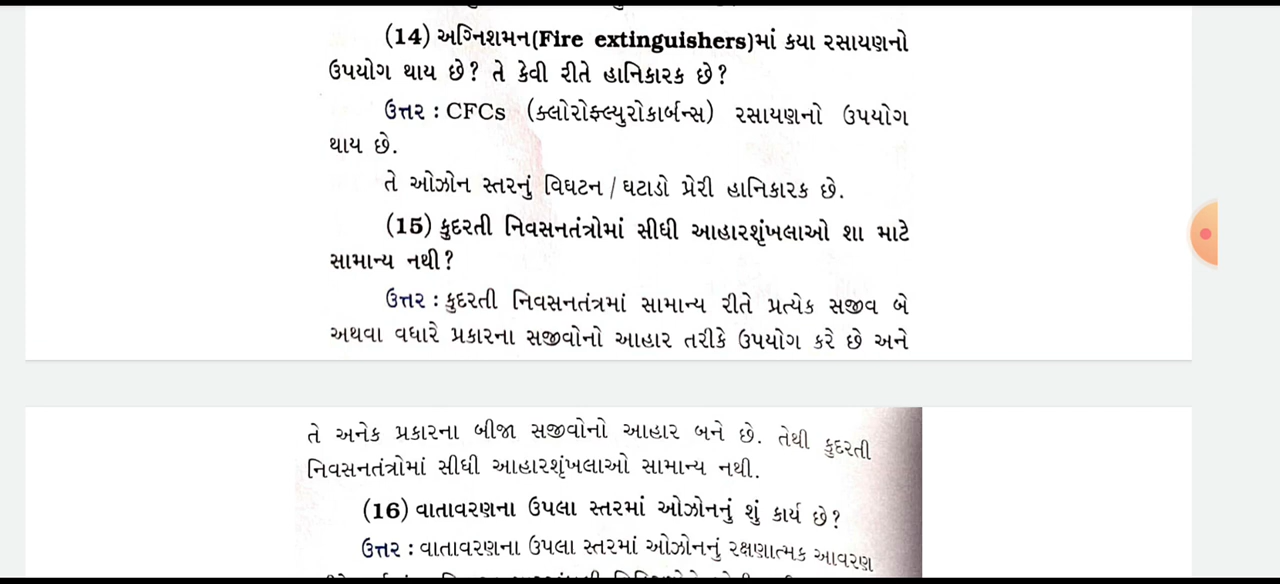 (14) અગ્નિશમન(Fire extinguishers)માં કયા રસાયણનો
ઉપયોગ થાય છે? તે કેવી રીતે હાનિકારક છે?
ઉત્તર : CFCs (ક્લોરોફ્લ્યુરોકાર્બન્સ) રસાયણનો ઉપયોગ
થાય છે.
તે ઓઝોન સ્તરનું વિઘટન / ઘટાડો પ્રેરી હાનિકારક છે.
(15) કુદરતી નિવસનતંત્રોમાં સીધી આહારશૃંખલાઓ શા માટે
સામાન્ય નથી?
ઉત્તર : કુદરતી નિવસનતંત્રમાં સામાન્ય રીતે પ્રત્યેક સજીવ બે
અથવા વધારે પ્રકારના સજીવોનો આહાર તરીકે ઉપયોગ કરે છે અને
તે અનેક પ્રકારના બીજા સજીવોનો આહાર બને છે. તેથી કુદરતી
નિવસનતંત્રોમાં સીધી આહારશૃંખલાઓ સામાન્ય નથી.
(16) વાતાવરણના ઉપલા સ્તરમાં ઓઝોનનું શું કાર્ય છે?
ઉત્તર : વાતાવરણના ઉપલા સ્તરમાં ઓઝોનનું રક્ષણાત્મક આવરણ